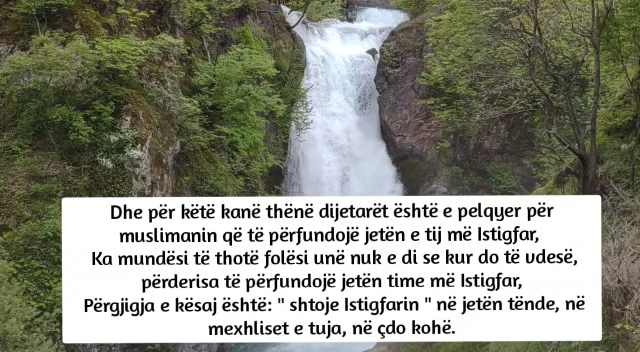 Dhe për këtë kanë thënë dijetarët është e pelqyer për
muslimanin që të përfundojë jetën e tij më Istigfar,
Ka mundësi të thotë folësi unë nuk e di se kur do të vdesë,
përderisa të përfundojë jetën time më Istigfar,
Përgjigja e kësaj është: " shtoje Istigfarin " në jetën tënde, në
mexhliset e tuja, në çdo kohë.